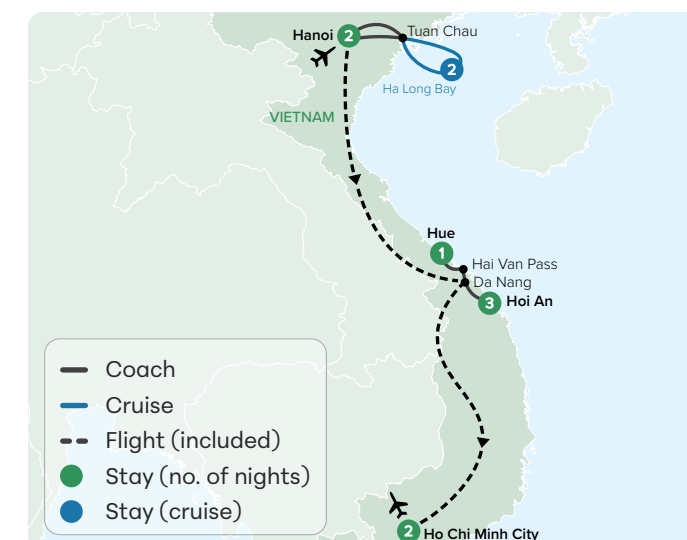 Hanoi
2
Tuan Chau
2
Ha Long Bay
VIETNAM
Hue
1
Hai Van Pass
Da Nang
3
Hoi An
Coach
Cruise
Flight (included)
Stay (no. of nights)
Stay (cruise)
2
Ho Chi Minh City